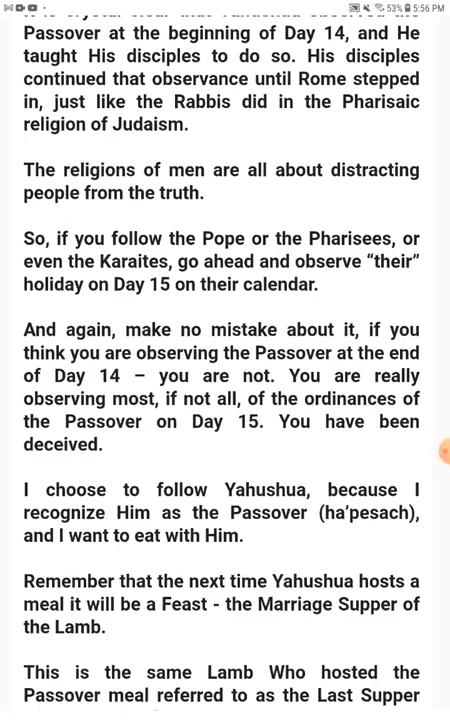 53% 5:56 PM
Passover at the beginning of Day 14, and He
taught His disciples to do so. His disciples
continued that observance until Rome stepped
in, just like the Rabbis did in the Pharisaic
religion of Judaism.
The religions of men are all about distracting
people from the truth.
So, if you follow the Pope or the Pharisees, or
even the Karaites, go ahead and observe “their”
holiday on Day 15 on their calendar.
And again, make no mistake about it, if you
think you are observing the Passover at the end
of Day 14 – you are not. You are really
observing most, if not all, of the ordinances of
the Passover on Day 15. You have been
deceived.
I choose to follow Yahushua, because I
recognize Him as the Passover (ha’pesach),
and I want to eat with Him.
Remember that the next time Yahushua hosts a
meal it will be a Feast - the Marriage Supper of
the Lamb.
This is the same Lamb Who hosted the
Passover meal referred to as the Last Supper